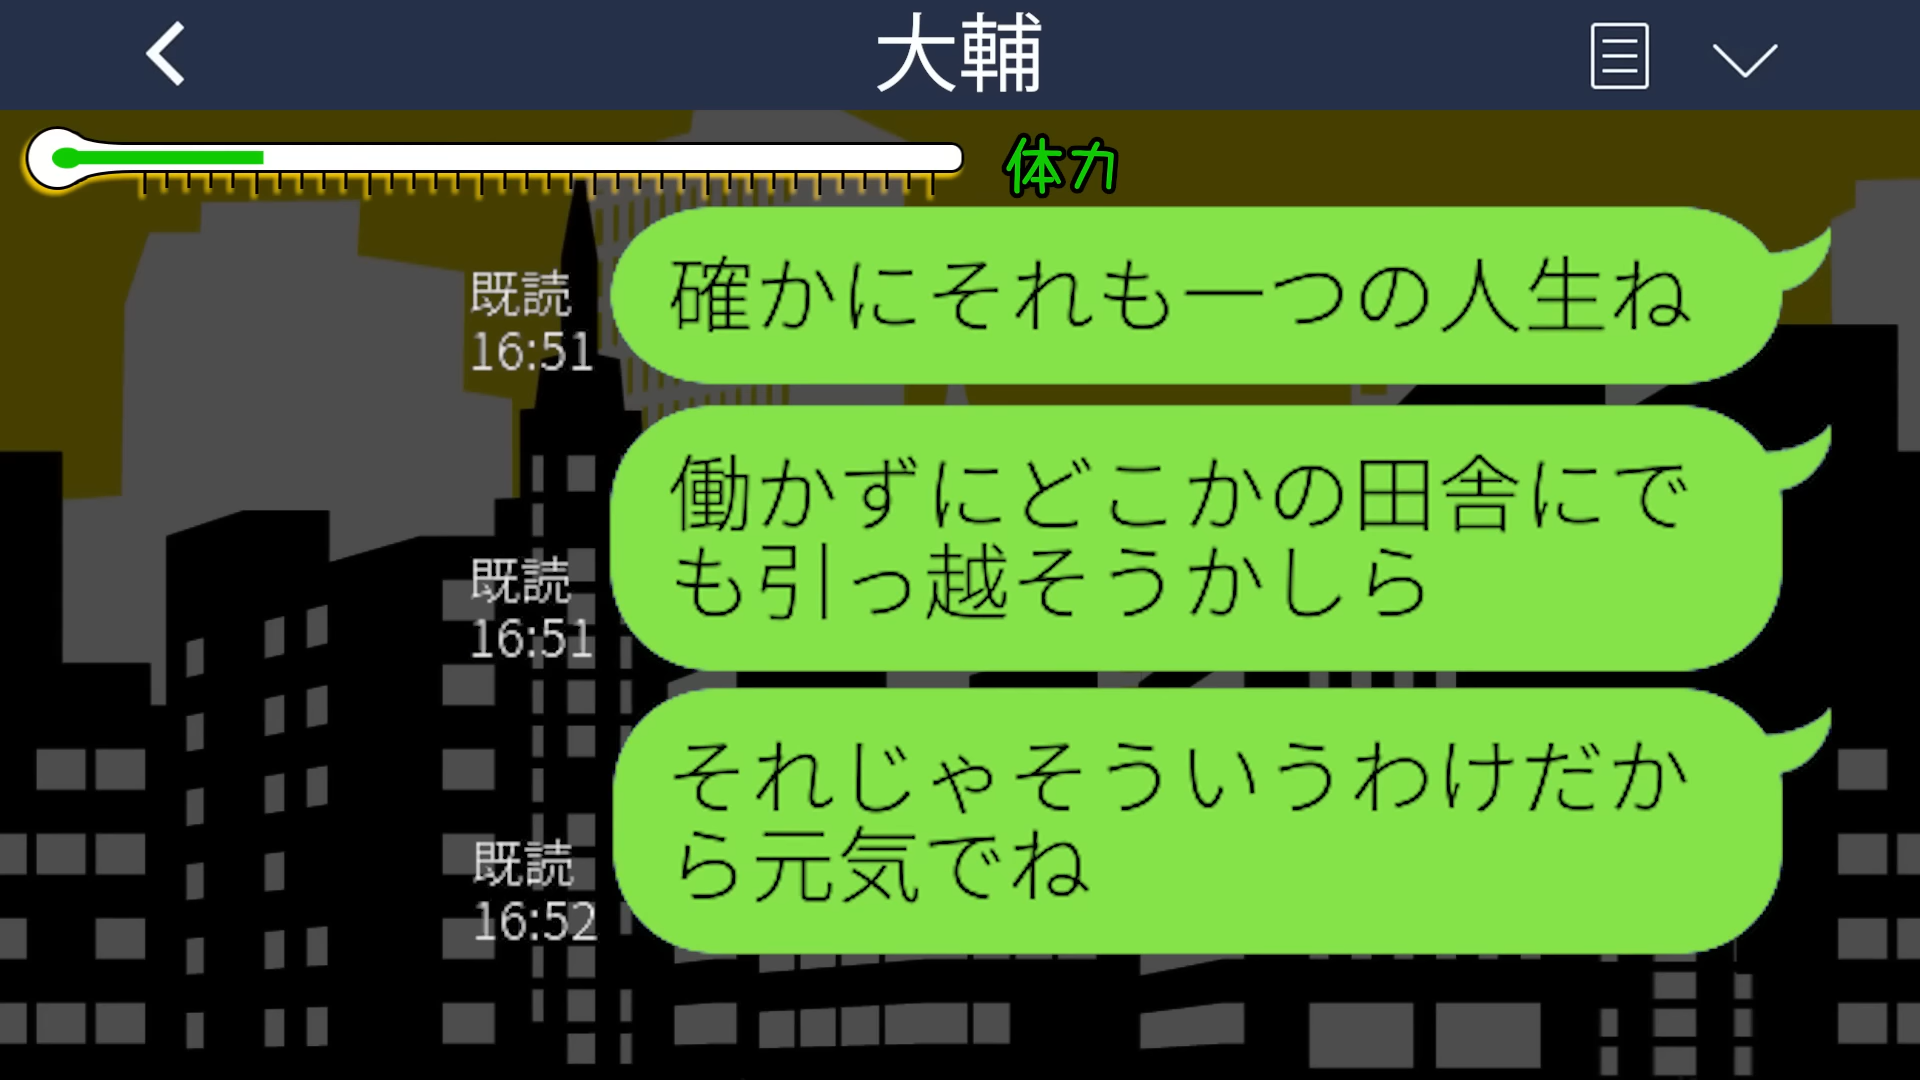 大輔
体力
確かにそれも一つの人生ね
既読
16:51
働かずにどこかの田舎にで
も引っ越そうかしら
既読
16:51
それじゃそういうわけだか
ら元気でね
既読
16:52